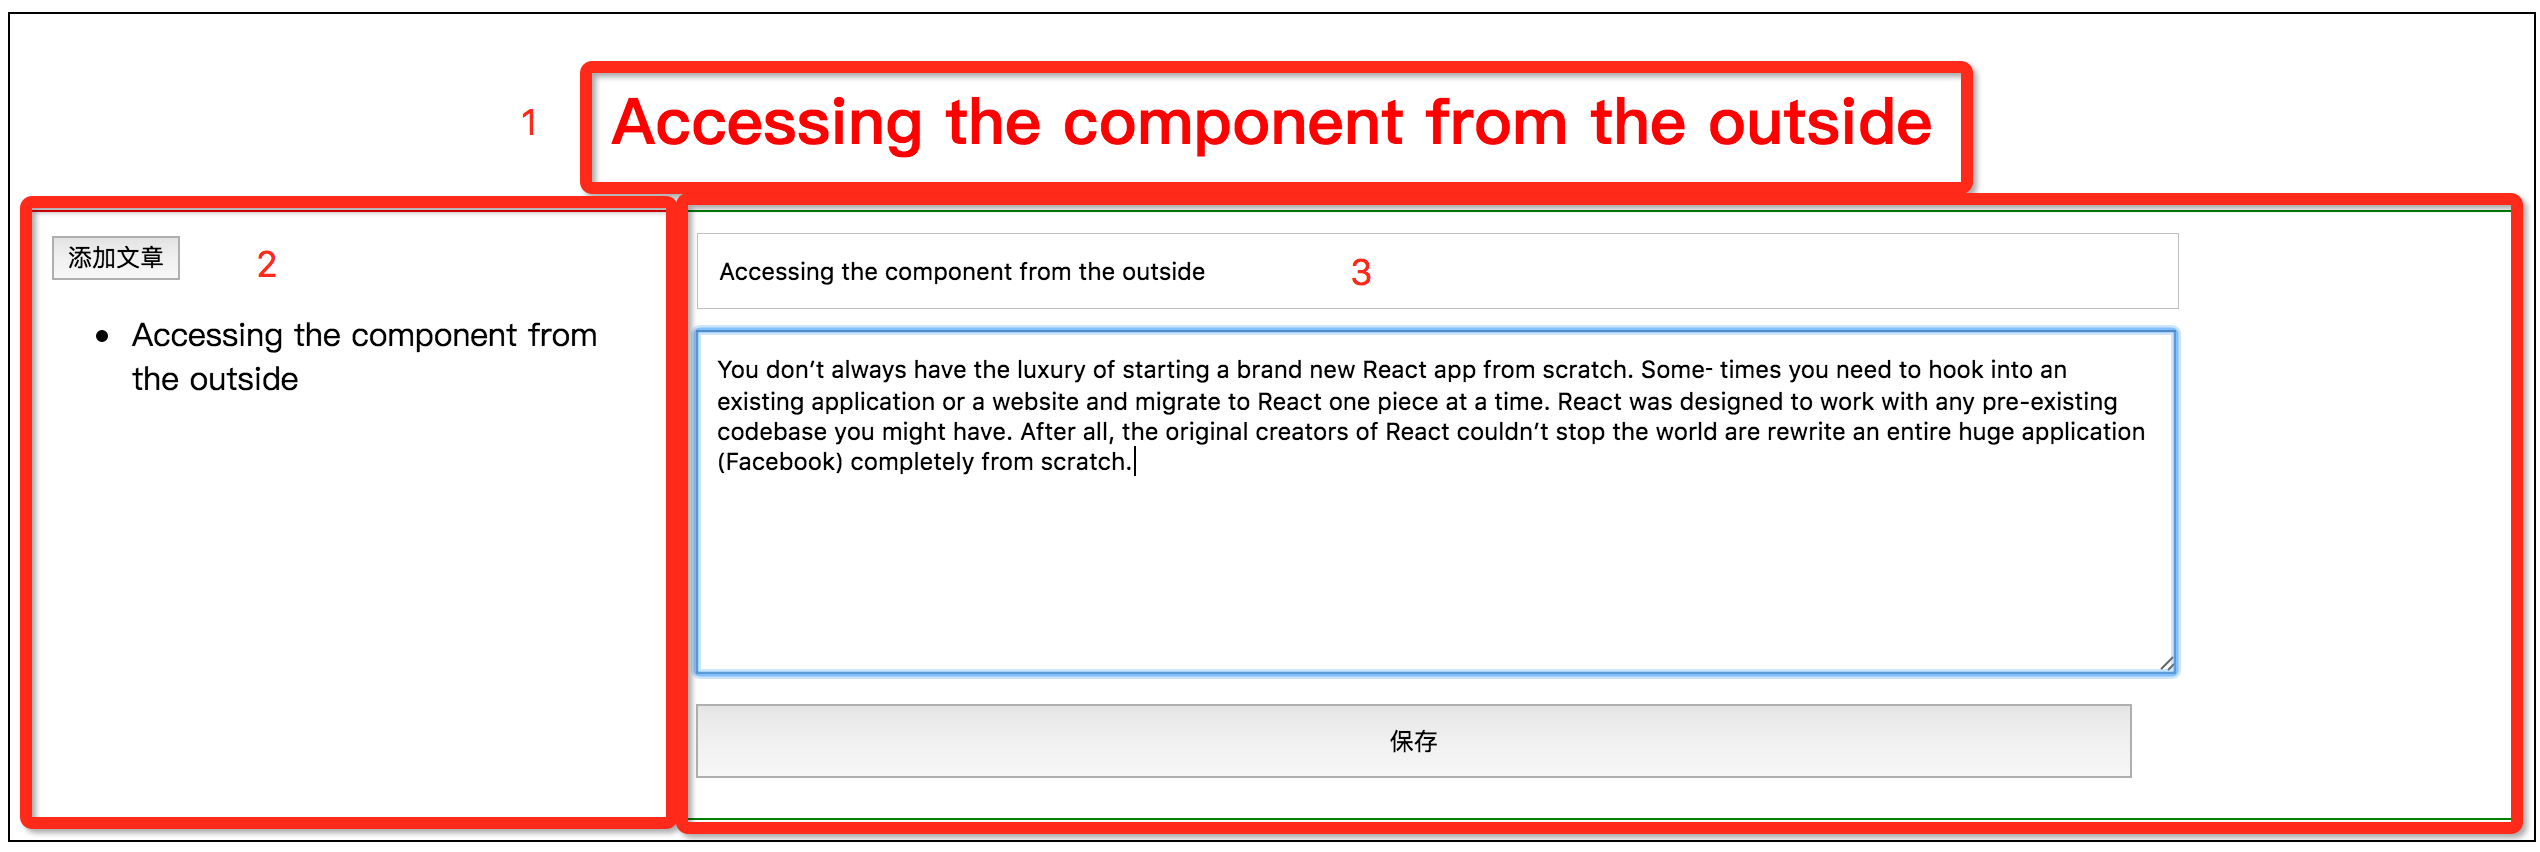 1
Accessing the component from the outside
添加文章
2
Accessing the component from
the outside
Accessing the component from the outside
3
You don’t always have the luxury of starting a brand new React app from scratch. Some- times you need to hook into an
existing application or a website and migrate to React one piece at a time. React was designed to work with any pre-existing
codebase you might have. After all, the original creators of React couldn’t stop the world are rewrite an entire huge application
(Facebook) completely from scratch.
保存